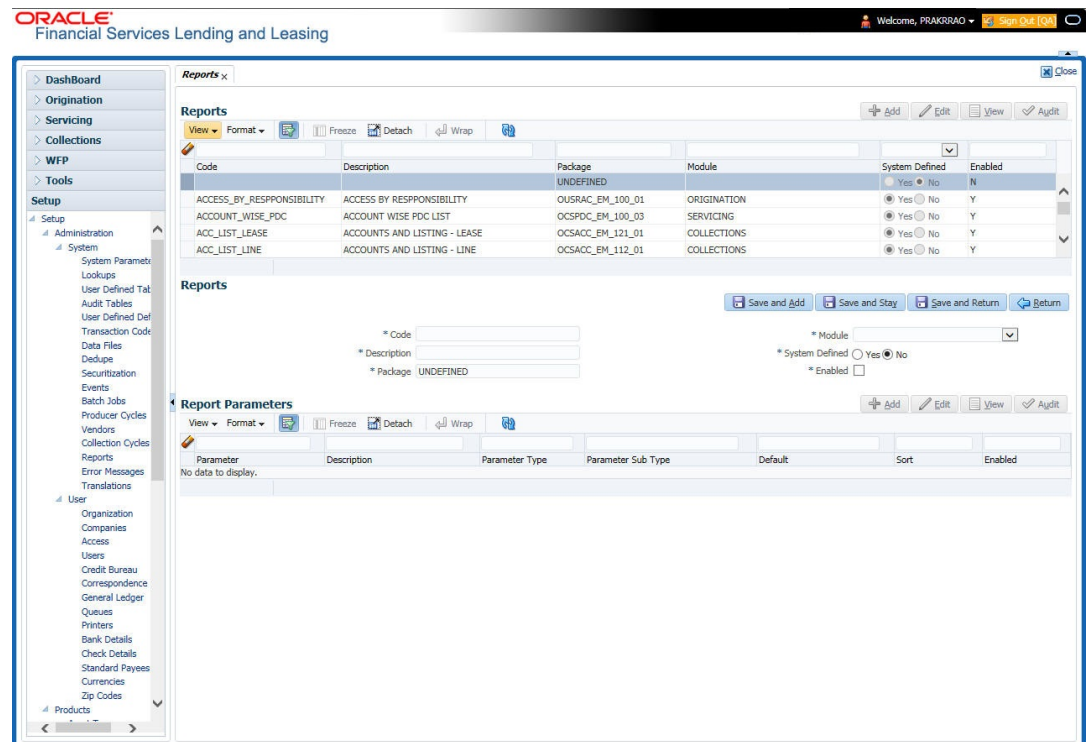 ORACLE
Financial Services Lending and Leasing
Welcome, PRAKRRAO
Sign Out [QA]
Close
DashBoard
Origination
Servicing
Collections
WFP
Tools
Setup
Setup
Administration
System
System Paramete
Lookups
User Defined Tab
Audit Tables
User Defined Def
Transaction Code
Data Files
Dedupe
Securitization
Events
Batch Jobs
Producer Cycles
Vendors
Collection Cycles
Reports
Error Messages
Translations
User
Organization
Companies
Access
Users
Credit Bureau
Correspondence
General Ledger
Queues
Printers
Bank Details
Check Details
Standard Payees
Currencies
Zip Codes
Products
Reports x
Reports
Add Edit View Audit
View Format Freeze Detach Wrap
Code Description Package Module System Defined Enabled
UNDEFINED Yes No N
ACCESS_BY_RESPPONSIBILITY ACCESS BY RESPPONSIBILITY OUSRAC_EM_100_01 ORIGINATION Yes No Y
ACCOUNT_WISE_PDC ACCOUNT WISE PDC LIST OCSPDC_EM_100_03 SERVICING Yes No Y
ACC_LIST_LEASE ACCOUNTS AND LISTING - LEASE OCSACC_EM_121_01 COLLECTIONS Yes No Y
ACC_LIST_LINE ACCOUNTS AND LISTING - LINE OCSACC_EM_112_01 COLLECTIONS Yes No Y
Reports
Save and Add Save and Stay Save and Return Return
* Code
* Module
* Description
* System Defined Yes No
* Package UNDEFINED
* Enabled
Report Parameters
Add Edit View Audit
View Format Freeze Detach Wrap
Parameter Description Parameter Type Parameter Sub Type Default Sort Enabled
No data to display.